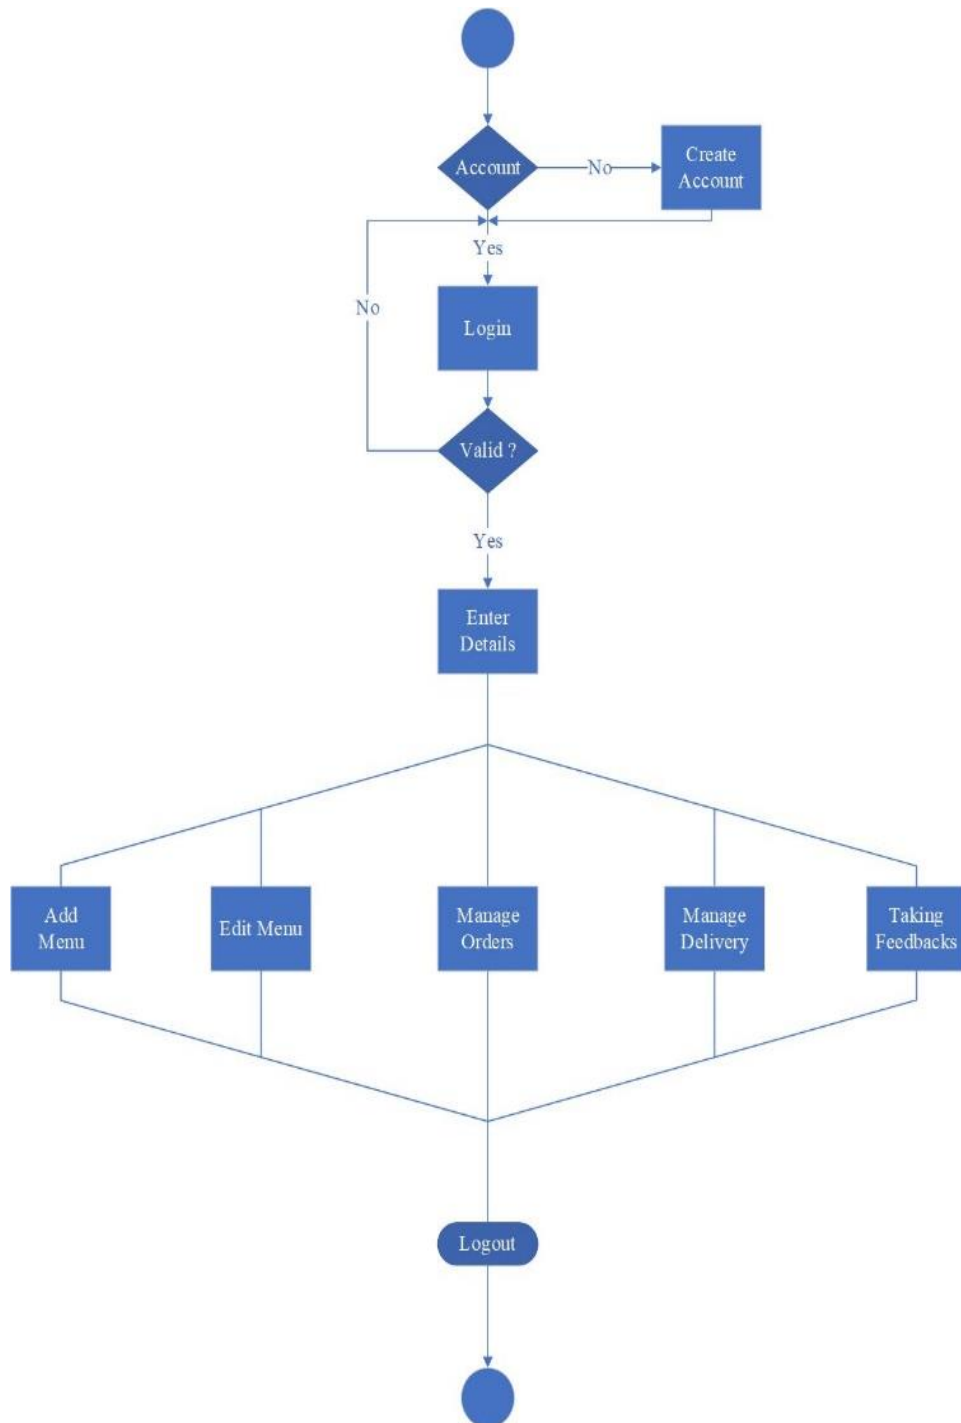 Account
No
Create
Account
Yes
No
Login
Valid ?
Yes
Enter
Details
Add
Menu
Edit Menu
Manage
Orders
Manage
Delivery
Taking
Feedbacks
Logout